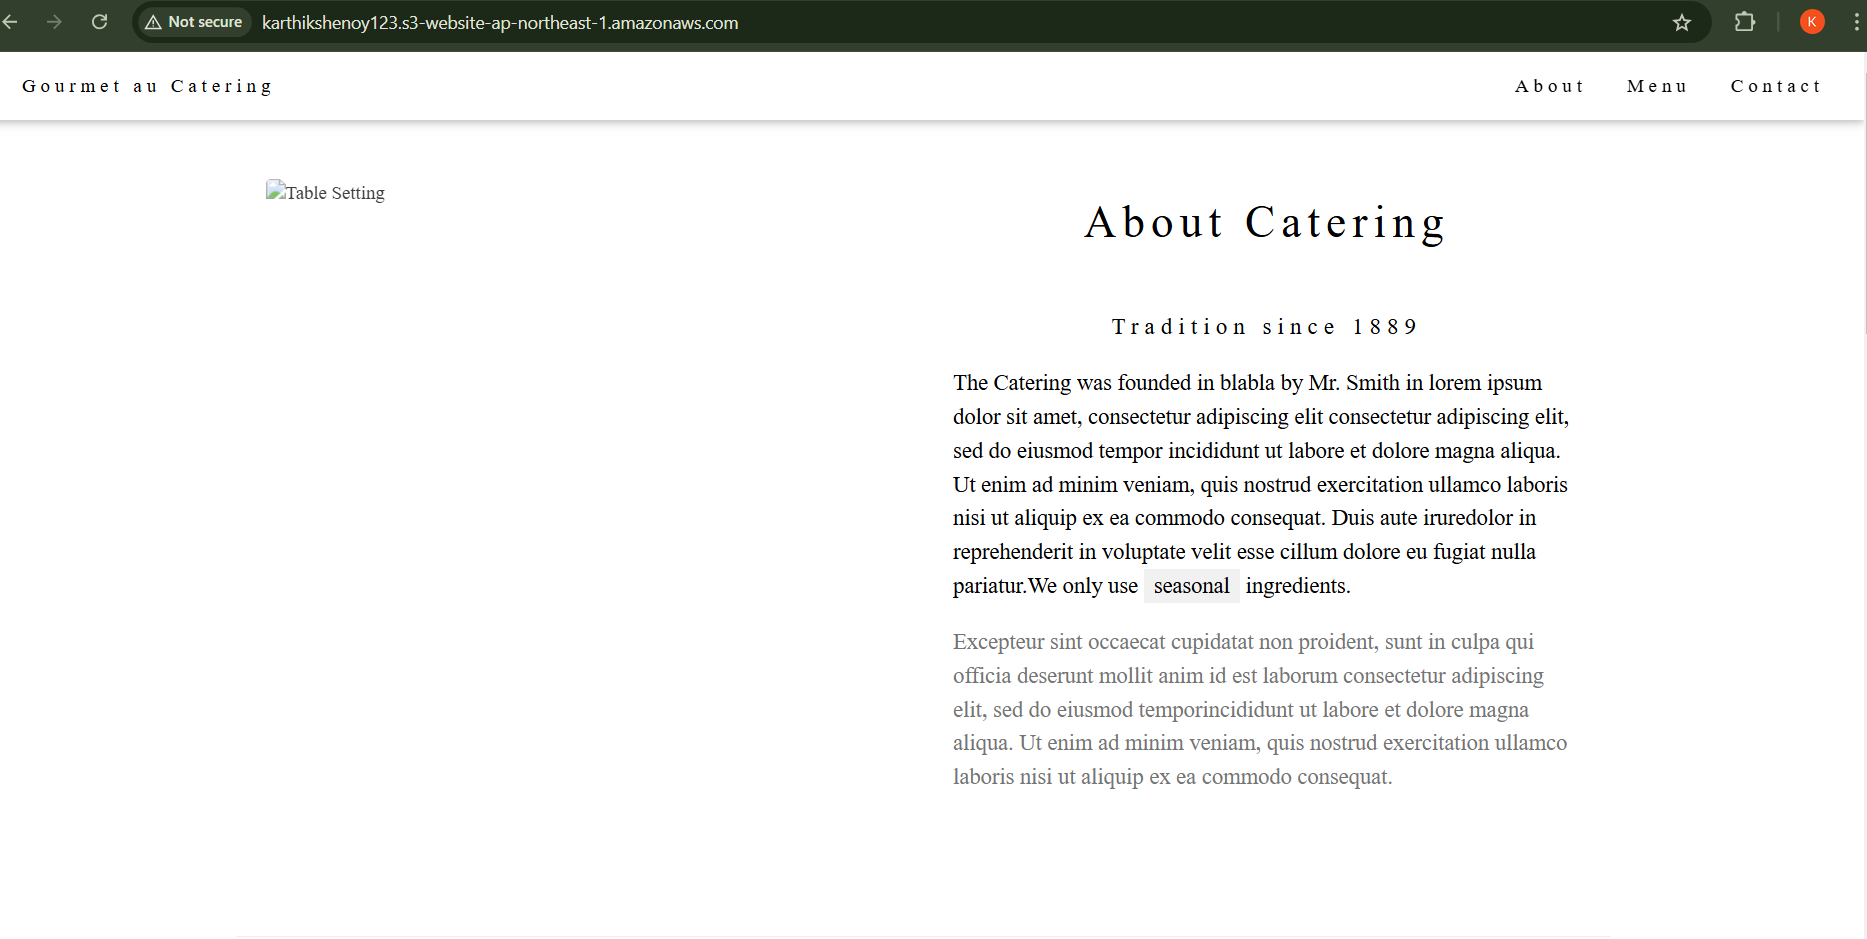 Not secure karthikshenoy123.s3-website-ap-northeast-1.amazonaws.com K
Gourmet au Catering About Menu Contact
Table Setting
About Catering
Tradition since 1889
The Catering was founded in blabla by Mr. Smith in lorem ipsum
dolor sit amet, consectetur adipiscing elit consectetur adipiscing elit,
sed do eiusmod tempor incididunt ut labore et dolore magna aliqua.
Ut enim ad minim veniam, quis nostrud exercitation ullamco laboris
nisi ut aliquip ex ea commodo consequat. Duis aute iruredolor in
reprehenderit in voluptate velit esse cillum dolore eu fugiat nulla
pariatur.We only use seasonal ingredients.
Excepteur sint occaecat cupidatat non proident, sunt in culpa qui
officia deserunt mollit anim id est laborum consectetur adipiscing
elit, sed do eiusmod temporincididunt ut labore et dolore magna
aliqua. Ut enim ad minim veniam, quis nostrud exercitation ullamco
laboris nisi ut aliquip ex ea commodo consequat.